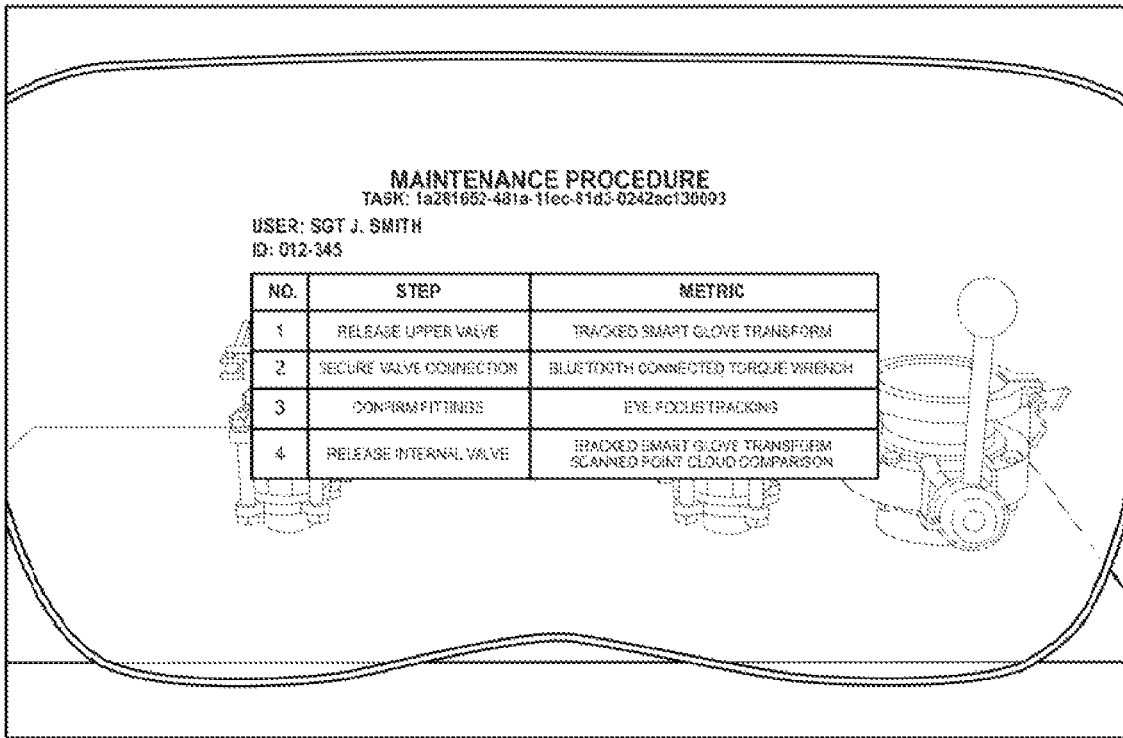 MAINTENANCE PROCEDURE
TASK: 1a281652-481a-11ec-81d3-0242ac130003
USER: SGT J. SMITH
ID: 012-345
NO. STEP METRIC
1 RELEASE UPPER VALVE TRACKED SMART GLOVE TRANSFORM
2 SECURE VALVE CONNECTION BLUETOOTH CONNECTED TORQUE WRENCH
3 CONFIRM FITTINGS EYE FOCUS TRACKING
4 RELEASE INTERNAL VALVE TRACKED SMART GLOVE TRANSFORM
SCANNED POINT CLOUD COMPARISON